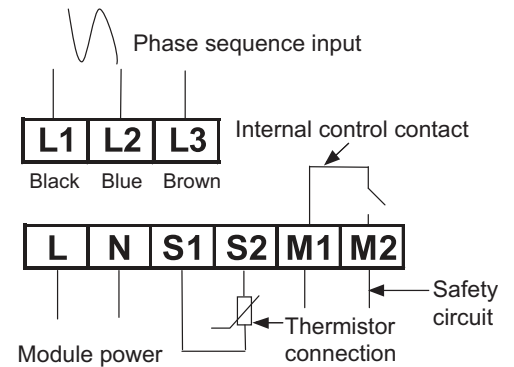 Phase sequence input
L1 L2 L3
Internal control contact
Black Blue Brown
L N S1 S2 M1 M2
Safety
circuit
Thermistor
connection
Module power